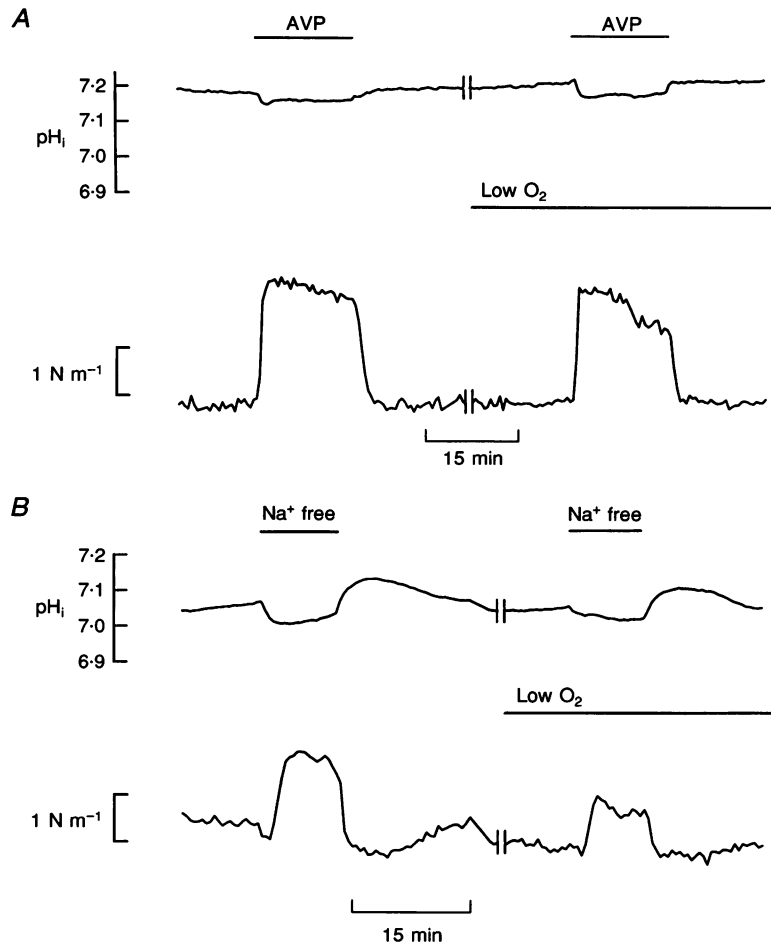 A
AVP
AVP
7·2
7·1
7·0
6·9
pHi
Low O2
1 N m−1
15 min
B
Na+ free
Na+ free
7·2
7·1
7·0
6·9
pHi
Low O2
1 N m−1
15 min